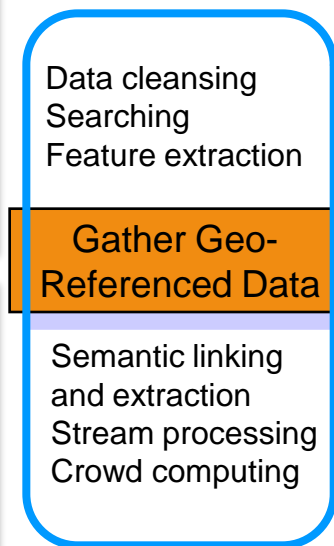 Data cleansing
Searching
Feature extraction
Gather Geo-
Referenced Data
Semantic linking
and extraction
Stream processing
Crowd computing